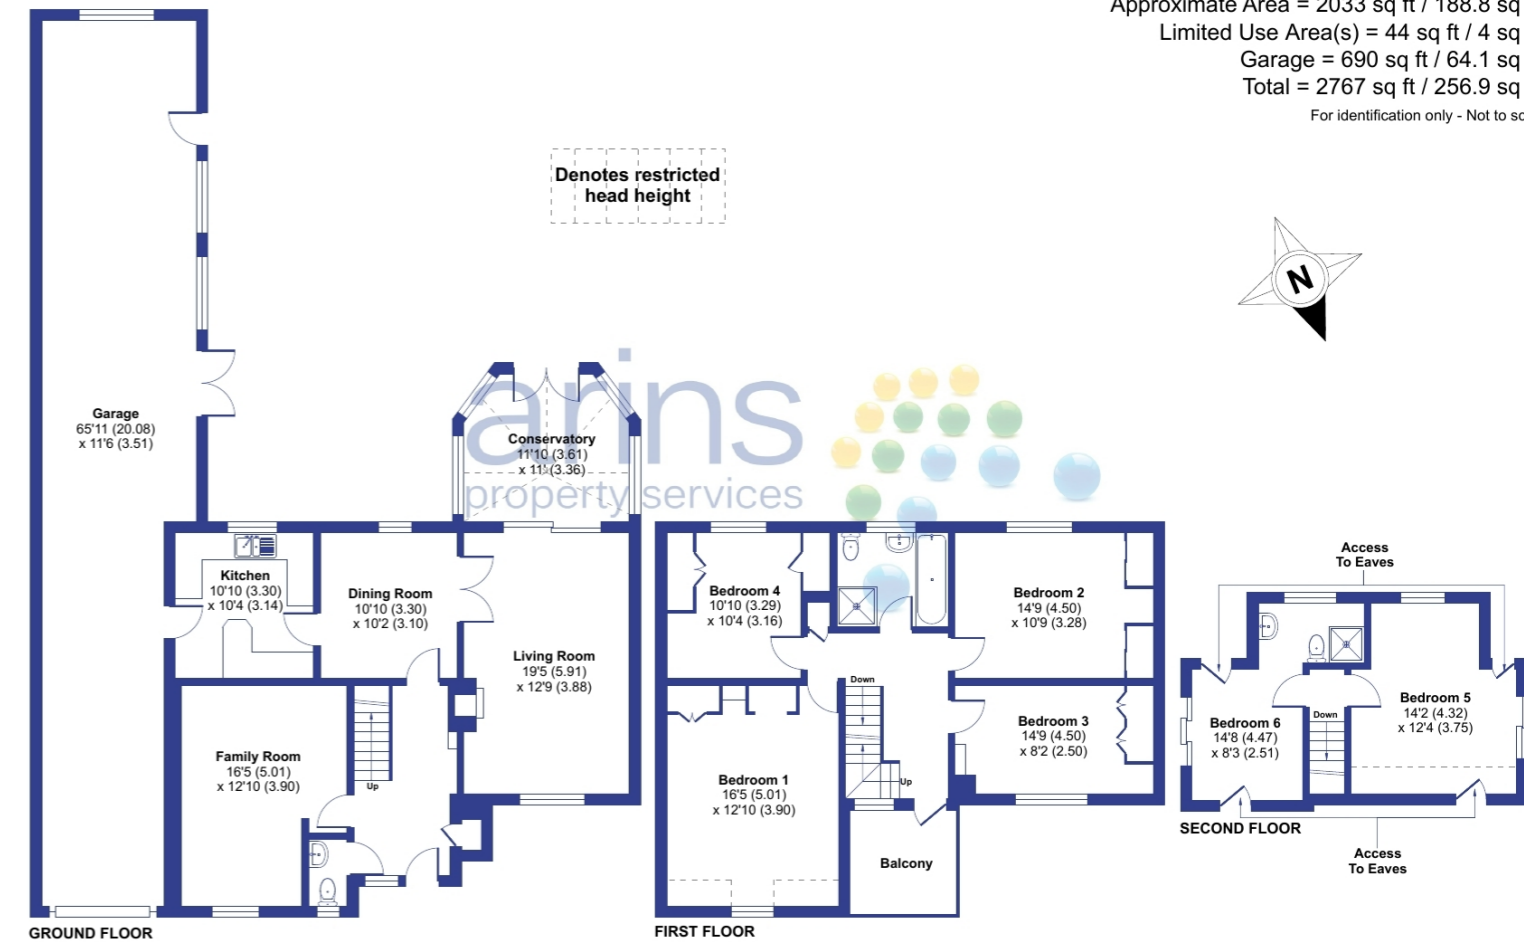 Approximate Area = 2033 sq ft / 188.8 sq
Limited Use Area(s) = 44 sq ft / 4 sq
Garage = 690 sq ft / 64.1 sq
Total = 2767 sq ft / 256.9 sq
For identification only - Not to sc
Denotes restricted
head height
N
Garage
65'11 (20.08)
x 11'6 (3.51)
arins
property services
Conservatory
11'10 (3.61)
x 11' (3.36)
Kitchen
10'10 (3.30)
x 10'4 (3.14)
Dining Room
10'10 (3.30)
x 10'2 (3.10)
Living Room
19'5 (5.91)
x 12'9 (3.88)
Family Room
16'5 (5.01)
x 12'10 (3.90)
Up
GROUND FLOOR
Bedroom 4
10'10 (3.29)
x 10'4 (3.16)
Bedroom 2
14'9 (4.50)
x 10'9 (3.28)
Down
Bedroom 3
14'9 (4.50)
x 8'2 (2.50)
Bedroom 1
16'5 (5.01)
x 12'10 (3.90)
Up
Balcony
FIRST FLOOR
Access
To Eaves
Bedroom 5
14'2 (4.32)
x 12'4 (3.75)
Down
Bedroom 6
14'8 (4.47)
x 8'3 (2.51)
SECOND FLOOR
Access
To Eaves